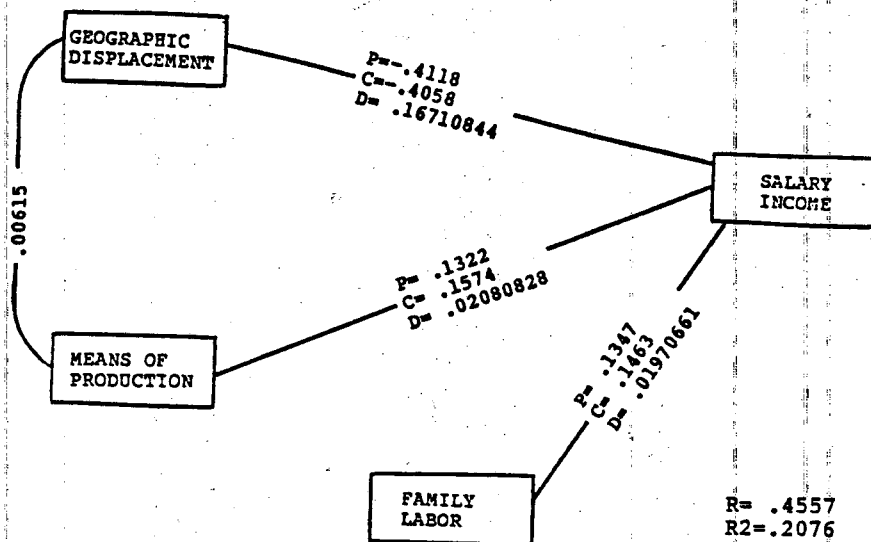 GEOGRAPHIC
DISPLACEMENT
P=-.4118
C=-.4058
D= .16710844
SALARY
INCOME
.00615
P= .1322
C= .1574
D= .02080828
MEANS OF
PRODUCTION
P= .1347
C= .1463
D= .01970661
FAMILY
LABOR
R= .4557
R2=.2076